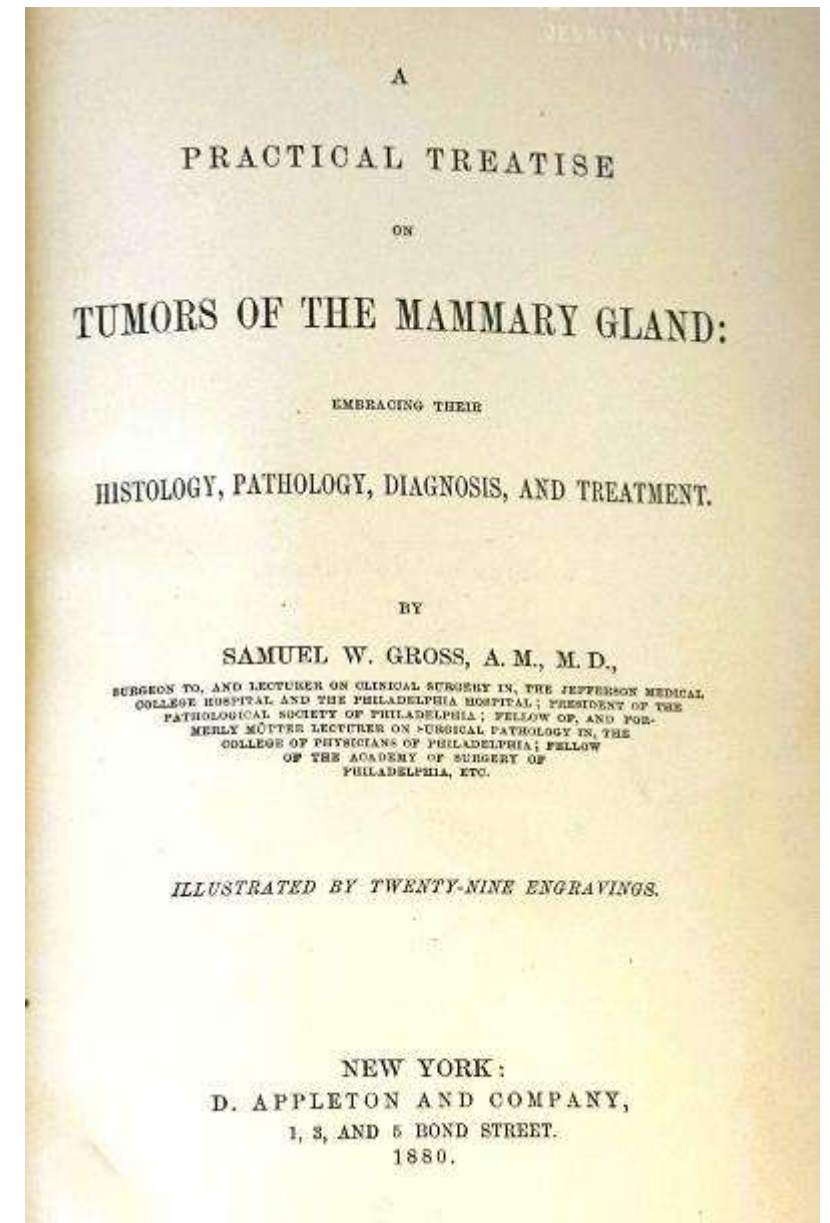 A
PRACTICAL TREATISE
ON
TUMORS OF THE MAMMARY GLAND:
EMBRACING THEIR
HISTOLOGY, PATHOLOGY, DIAGNOSIS, AND TREATMENT.
BY
SAMUEL W. GROSS, A. M., M. D.,
SURGEON TO, AND LECTURER ON CLINICAL SURGERY IN, THE JEFFERSON MEDICAL
COLLEGE HOSPITAL AND THE PHILADELPHIA HOSPITAL; PRESIDENT OF THE
PATHOLOGICAL SOCIETY OF PHILADELPHIA; FELLOW OF, AND FOR-
MERLY MÜTTER LECTURER ON SURGICAL PATHOLOGY IN, THE
COLLEGE OF PHYSICIANS OF PHILADELPHIA; FELLOW
OF THE ACADEMY OF SURGERY OF
PHILADELPHIA, ETC.
ILLUSTRATED BY TWENTY-NINE ENGRAVINGS.
NEW YORK:
D. APPLETON AND COMPANY,
1, 3, AND 5 BOND STREET.
1880.